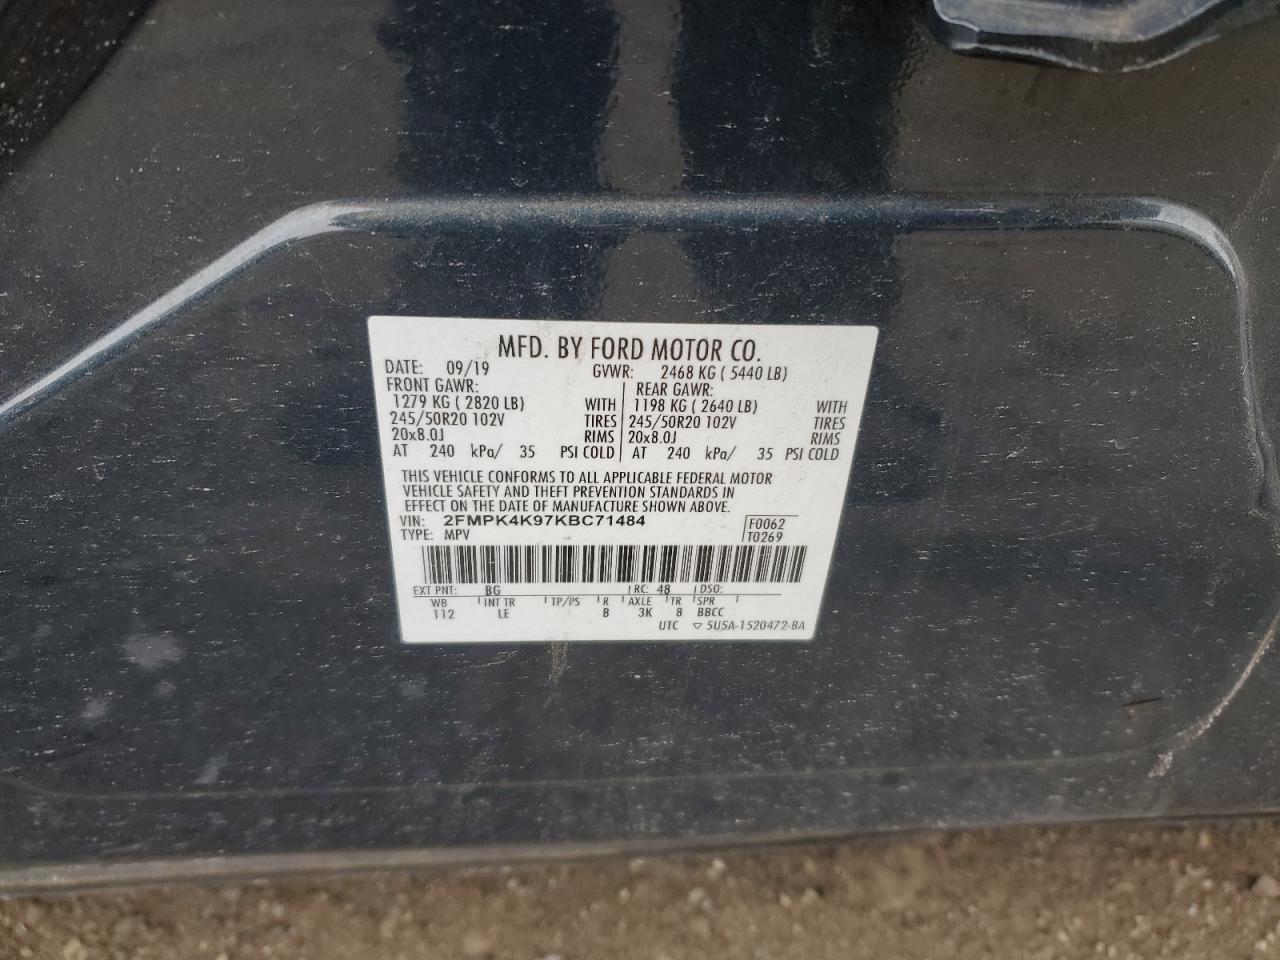 MFD. BY FORD MOTOR CO.
DATE: 09/19 GVWR: 2468 KG ( 5440 LB)
FRONT GAWR: REAR GAWR:
1279 KG ( 2820 LB) WITH 1198 KG ( 2640 LB) WITH
245/50R20 102V TIRES 245/50R20 102V TIRES
20x8.0J RIMS 20x8.0J RIMS
AT 240 kPa/ 35 PSI COLD AT 240 kPa/ 35 PSI COLD
THIS VEHICLE CONFORMS TO ALL APPLICABLE FEDERAL MOTOR
VEHICLE SAFETY AND THEFT PREVENTION STANDARDS IN
EFFECT ON THE DATE OF MANUFACTURE SHOWN ABOVE.
VIN: 2FMPK4K97KBC71484 F0062
TYPE: MPV T0269
EXT PNT: BG RC: 48 DSO:
WB INT TR TP/PS R AXLE TR SPR
112 LE B 3K 8 BBCC
UTC ▽ 5U5A-1520472-BA